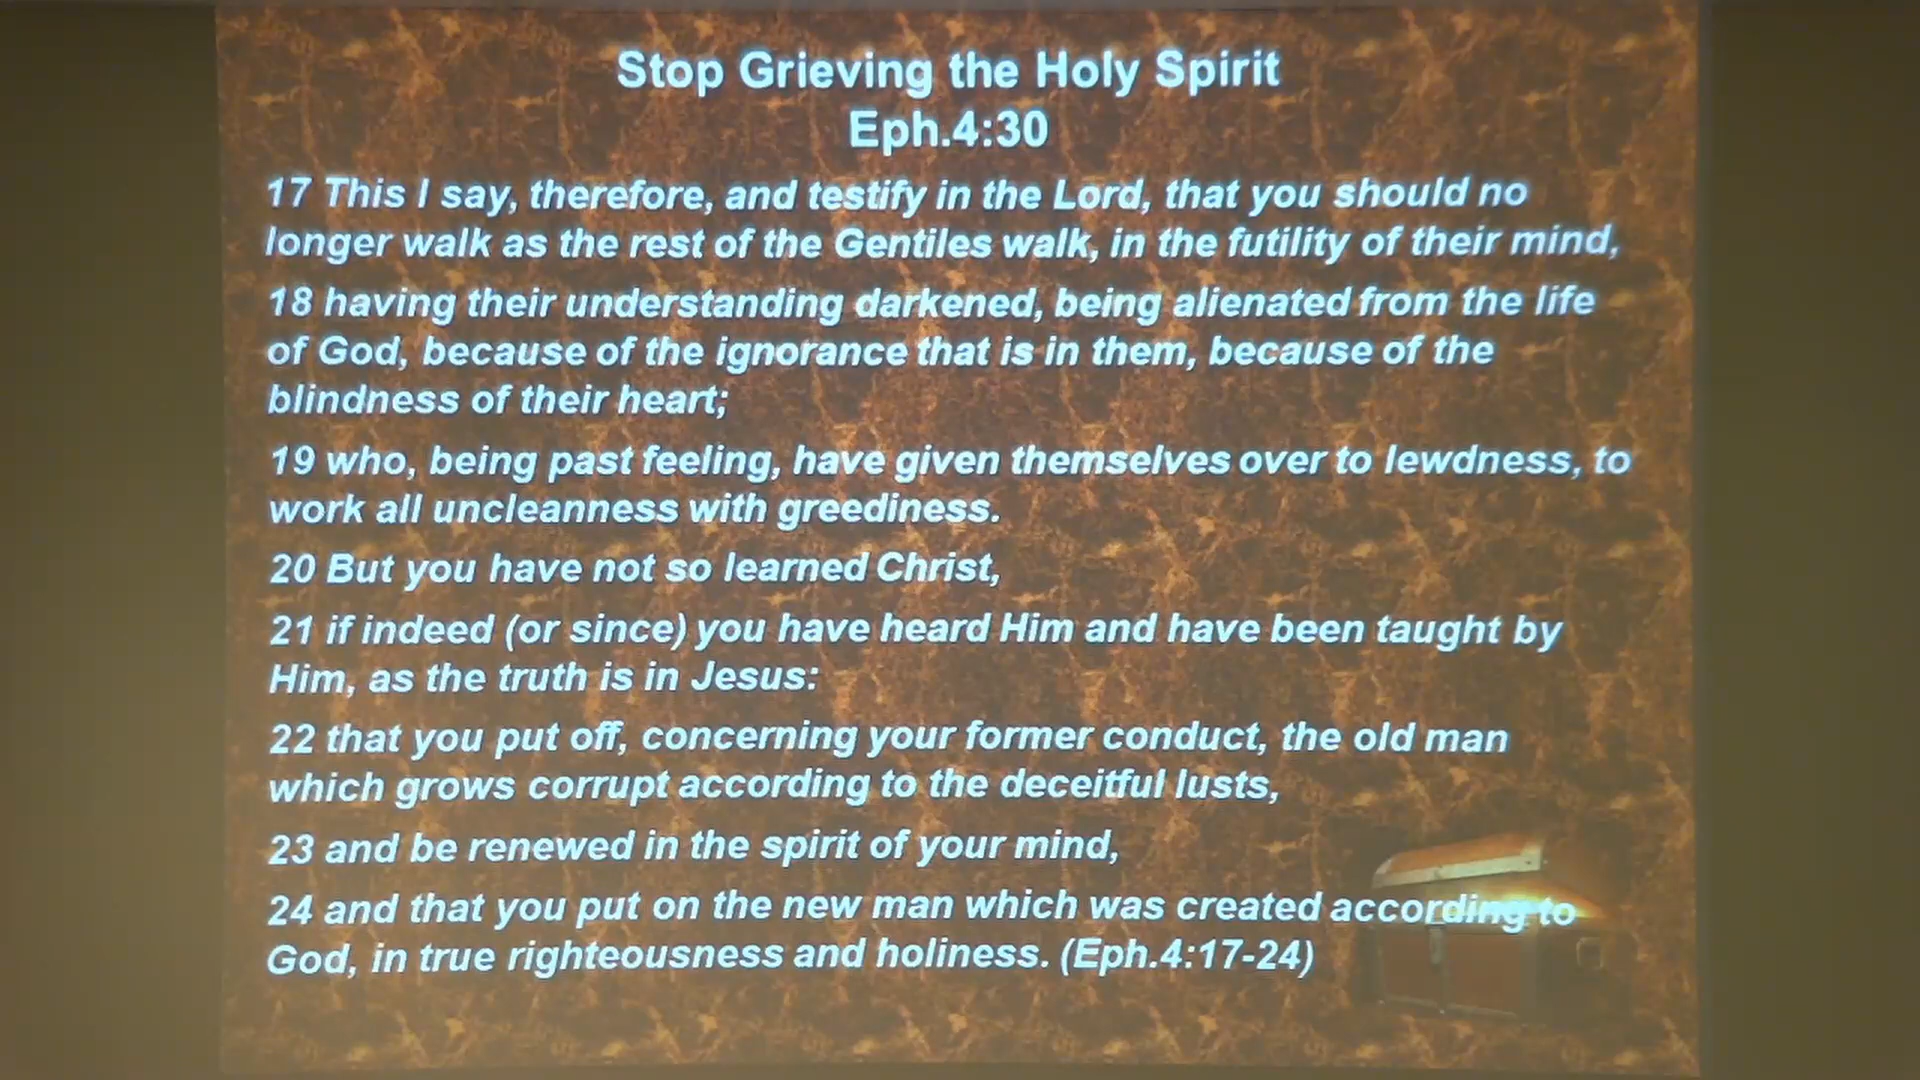 Stop Grieving the Holy Spirit
Eph.4:30
17 This I say, therefore, and testify in the Lord, that you should no
longer walk as the rest of the Gentiles walk, in the futility of their mind,
18 having their understanding darkened, being alienated from the life
of God, because of the ignorance that is in them, because of the
blindness of their heart;
19 who, being past feeling, have given themselves over to lewdness, to
work all uncleanness with greediness.
20 But you have not so learned Christ,
21 if indeed (or since) you have heard Him and have been taught by
Him, as the truth is in Jesus:
22 that you put off, concerning your former conduct, the old man
which grows corrupt according to the deceitful lusts,
23 and be renewed in the spirit of your mind,
24 and that you put on the new man which was created according to
God, in true righteousness and holiness. (Eph.4:17-24)